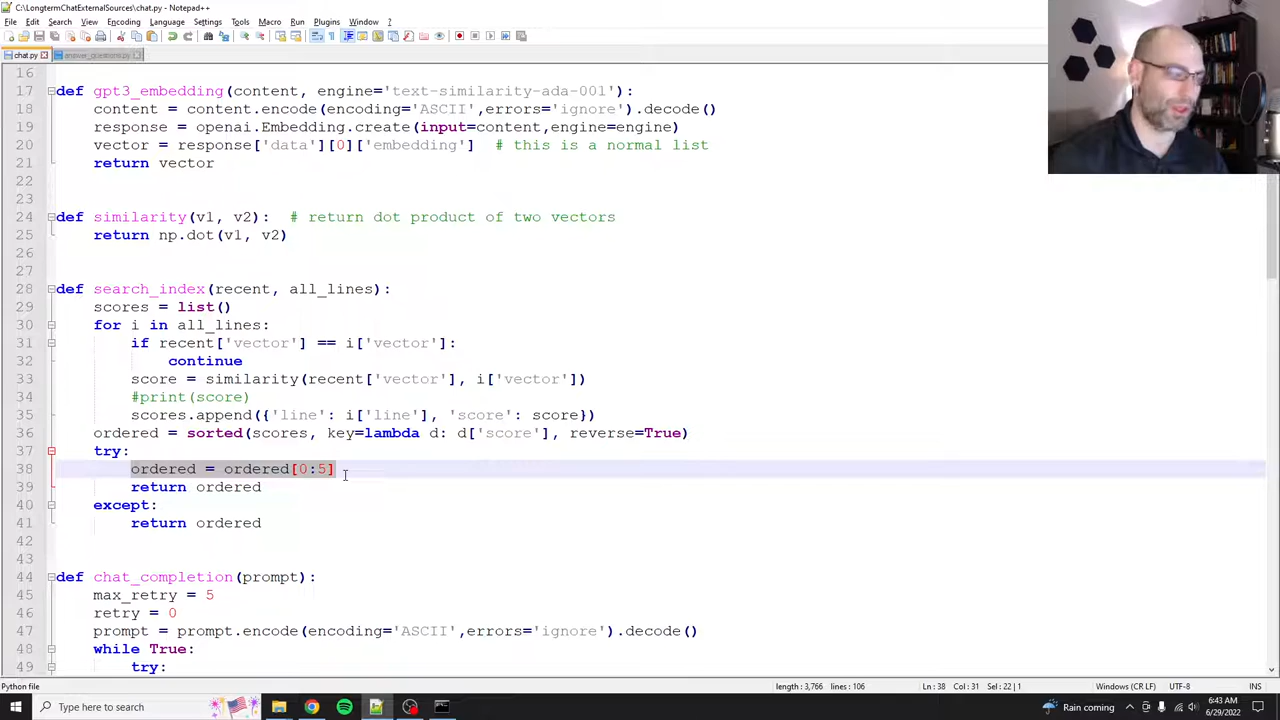 C:\LongtermChatExternalSources\chat.py - Notepad++
File Edit Search View Encoding Language Settings Tools Macro Run Plugins Window ?
chat.py answer_questions.py
16
17 def gpt3_embedding(content, engine='text-similarity-ada-001'):
18 content = content.encode(encoding='ASCII',errors='ignore').decode()
19 response = openai.Embedding.create(input=content,engine=engine)
20 vector = response['data'][0]['embedding'] # this is a normal list
21 return vector
22
23
24 def similarity(v1, v2): # return dot product of two vectors
25 return np.dot(v1, v2)
26
27
28 def search_index(recent, all_lines):
29 scores = list()
30 for i in all_lines:
31 if recent['vector'] == i['vector']:
32 continue
33 score = similarity(recent['vector'], i['vector'])
34 #print(score)
35 scores.append({'line': i['line'], 'score': score})
36 ordered = sorted(scores, key=lambda d: d['score'], reverse=True)
37 try:
38 ordered = ordered[0:5]
39 return ordered
40 except:
41 return ordered
42
43
44 def chat_completion(prompt):
45 max_retry = 5
46 retry = 0
47 prompt = prompt.encode(encoding='ASCII',errors='ignore').decode()
48 while True:
49 try:
Python file length : 3,766 lines : 106 Ln : 38 Col : 31 Sel : 22 | 1 Windows (CR LF) UTF-8 INS
Type here to search Rain coming 6:43 AM
6/29/2022